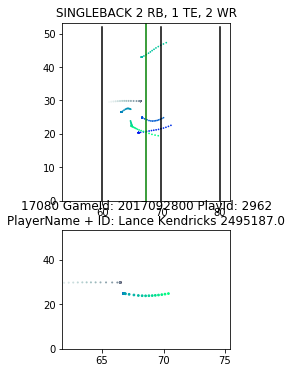 SINGLEBACK 2 RB, 1 TE, 2 WR
50
40
30
20
10
0
60 70 80
17080 GameId: 2017092800 PlayId: 2962
PlayerName + ID: Lance Kendricks 2495187.0
40
20
0
65 70 75